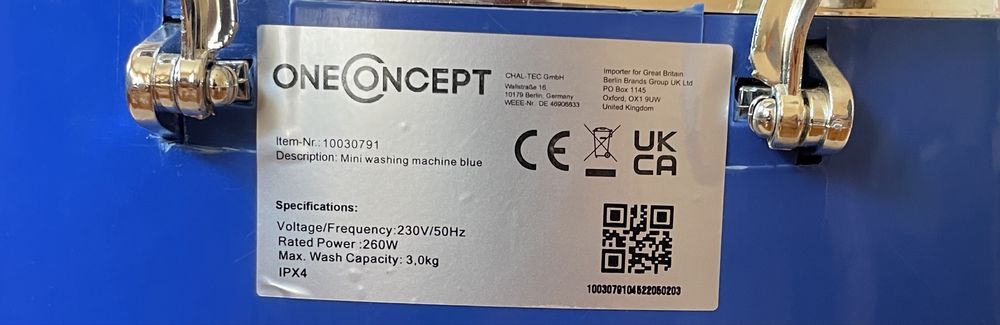 ONECONCEPT
CHAL-TEC GmbH
Wallstraße 16
10179 Berlin, Germany
WEEE-Nr. DE 46906833
Importer for Great Britain
Berlin Brands Group UK Ltd
PO Box 1145
Oxford, OX1 9UW
United Kingdom
Item-Nr.: 10030791
Description: Mini washing machine blue
CE
UK
CA
Specifications:
Voltage/Frequency:230V/50Hz
Rated Power :260W
Max. Wash Capacity: 3,0kg
IPX4
1003079104522050203